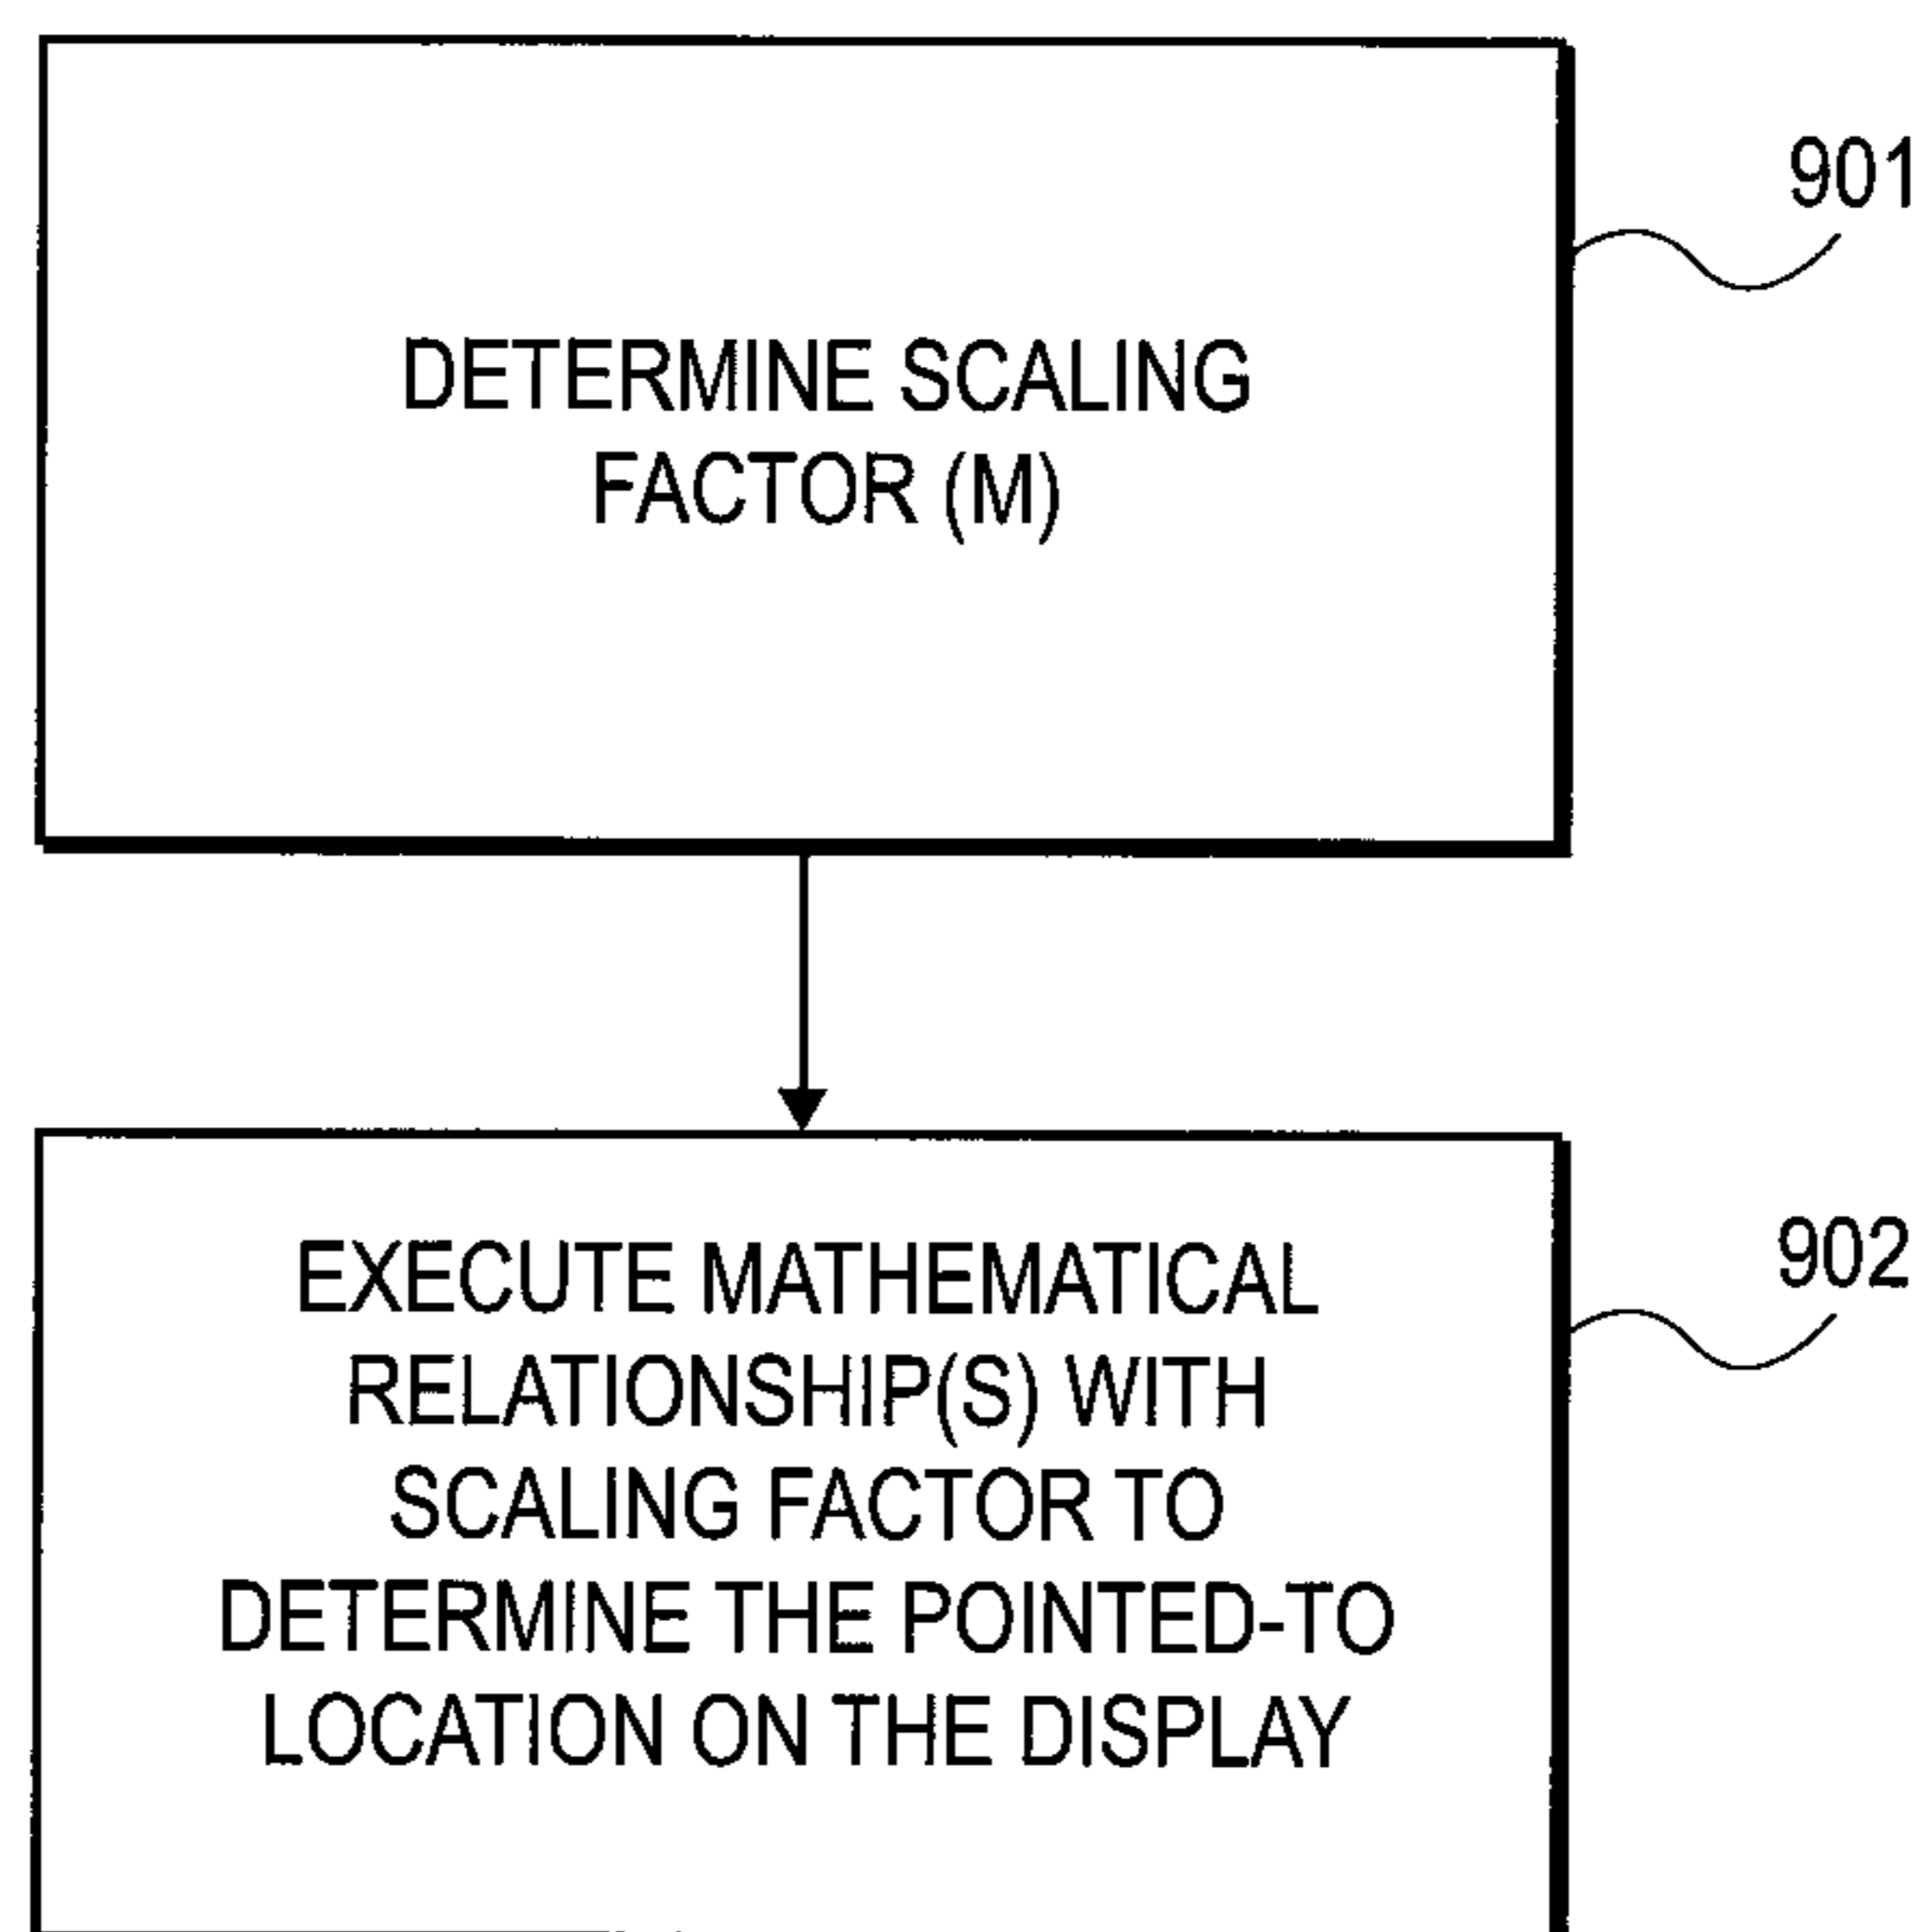 901
DETERMINE SCALING
FACTOR (M)
902
EXECUTE MATHEMATICAL
RELATIONSHIP(S) WITH
SCALING FACTOR TO
DETERMINE THE POINTED-TO
LOCATION ON THE DISPLAY